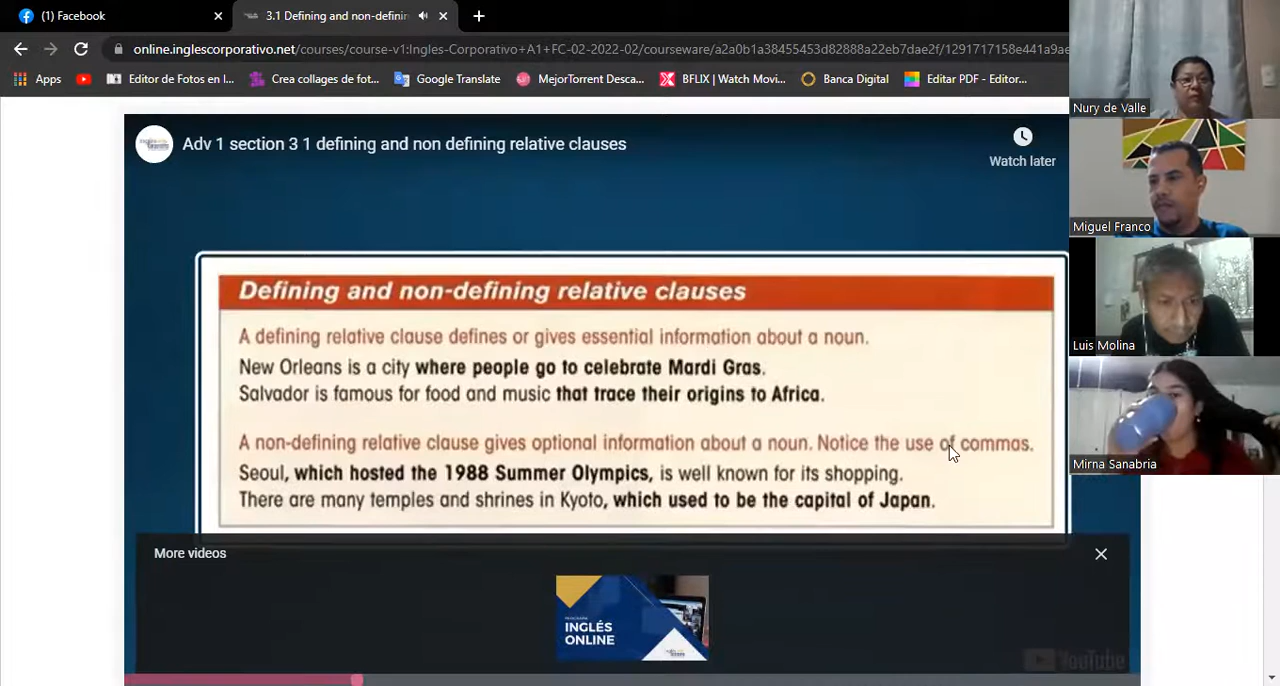 (1) Facebook
3.1 Defining and non-definin
online.inglescorporativo.net/courses/course-v1:Ingles-Corporativo+A1+FC-02-2022-02/courseware/a2a0b1a38455453d82888a22eb7dae2f/1291717158e441a9ae
Apps
Editor de Fotos en l...
Crea collages de fot...
Google Translate
MejorTorrent Desca...
BFLIX | Watch Movi...
Banca Digital
Editar PDF - Editor...
Nury de Valle
Adv 1 section 3 1 defining and non defining relative clauses
Watch later
Miguel Franco
Defining and non-defining relative clauses
A defining relative clause defines or gives essential information about a noun.
New Orleans is a city where people go to celebrate Mardi Gras.
Salvador is famous for food and music that trace their origins to Africa.
Luis Molina
A non-defining relative clause gives optional information about a noun. Notice the use of commas.
Seoul, which hosted the 1988 Summer Olympics, is well known for its shopping.
There are many temples and shrines in Kyoto, which used to be the capital of Japan.
Mirna Sanabria
More videos
INGLÉS
ONLINE
YouTube